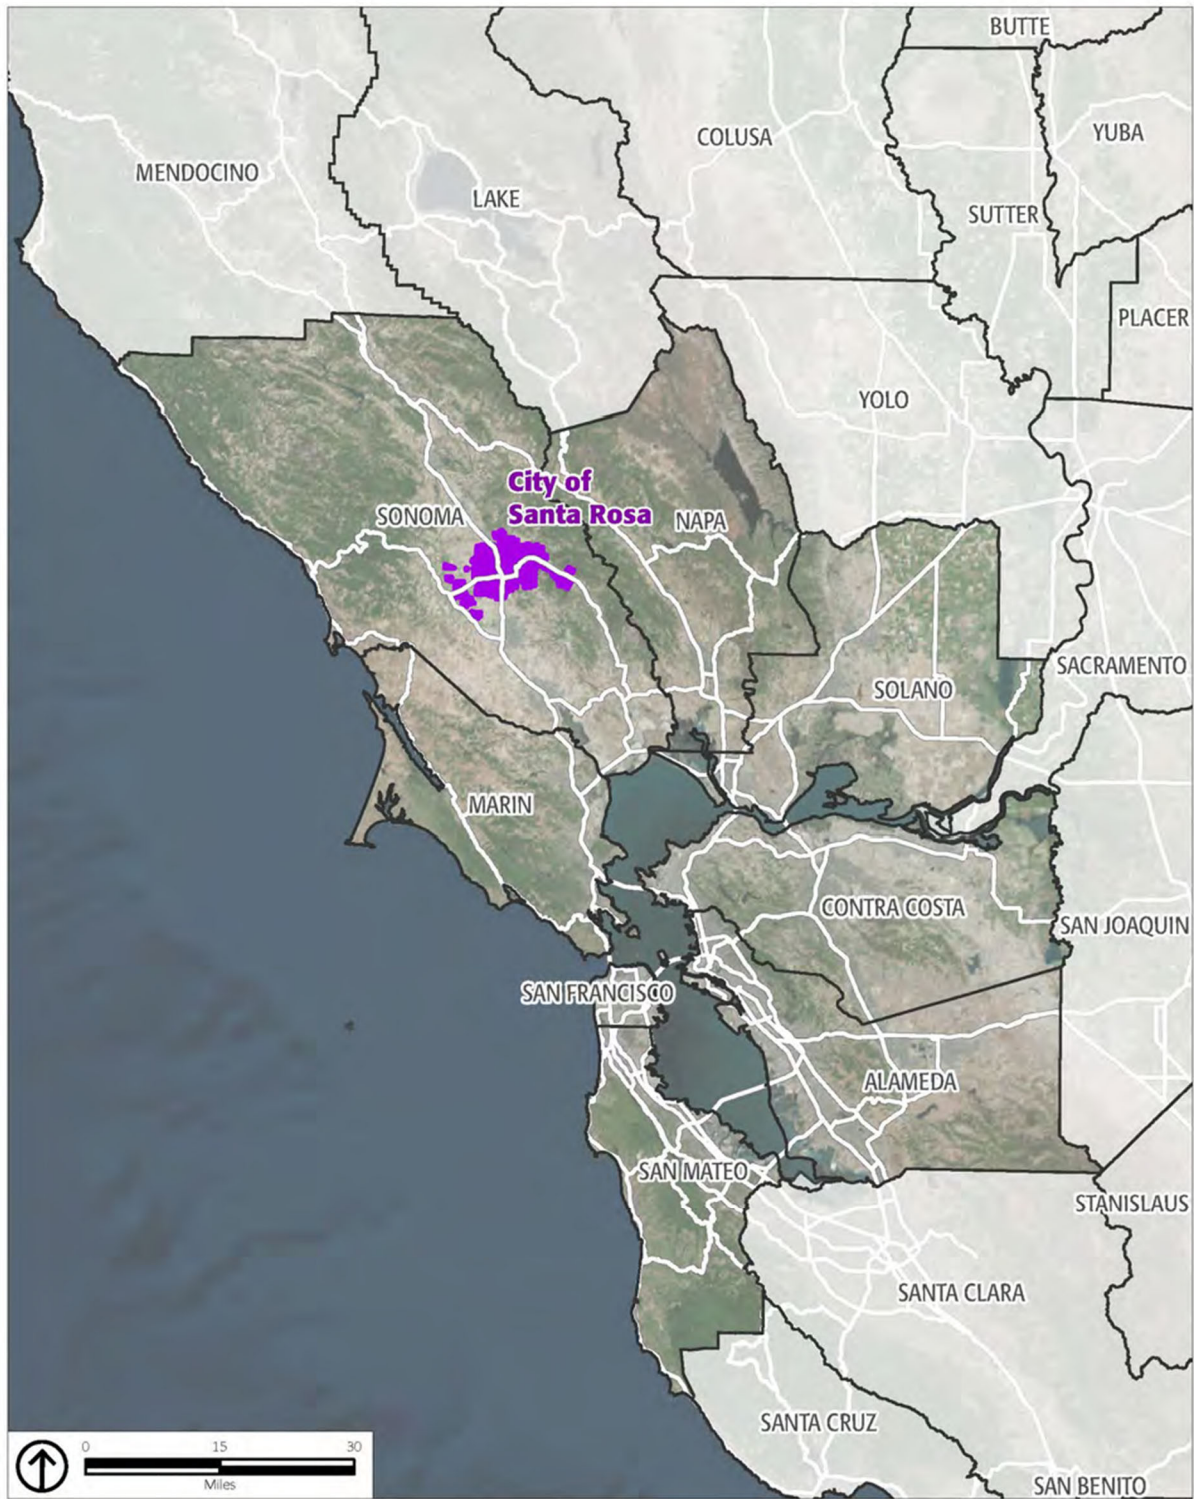 BUTTE
YUBA
COLUSA
MENDOCINO
LAKE
SUTTER
PLACER
YOLO
City of
Santa Rosa
SONOMA
NAPA
SACRAMENTO
SOLANO
MARIN
CONTRA COSTA
SAN JOAQUIN
SAN FRANCISCO
ALAMEDA
SAN MATEO
STANISLAUS
SANTA CLARA
SANTA CRUZ
SAN BENITO
0 15 30
Miles